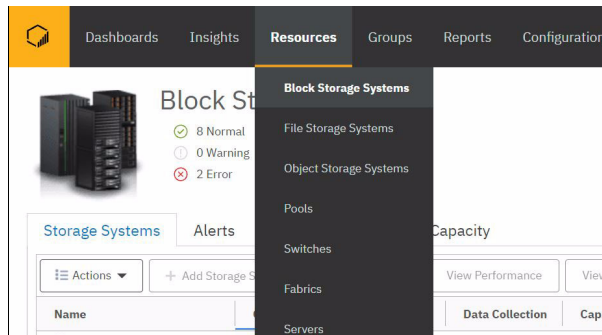 Dashboards Insights Resources Groups Reports Configuration
Block St
Block Storage Systems
8 Normal
File Storage Systems
0 Warning
Object Storage Systems
2 Error
Pools
Storage Systems Alerts Capacity
Switches
Actions Add Storage S View Performance View
Fabrics
Name Data Collection Cap
Servers